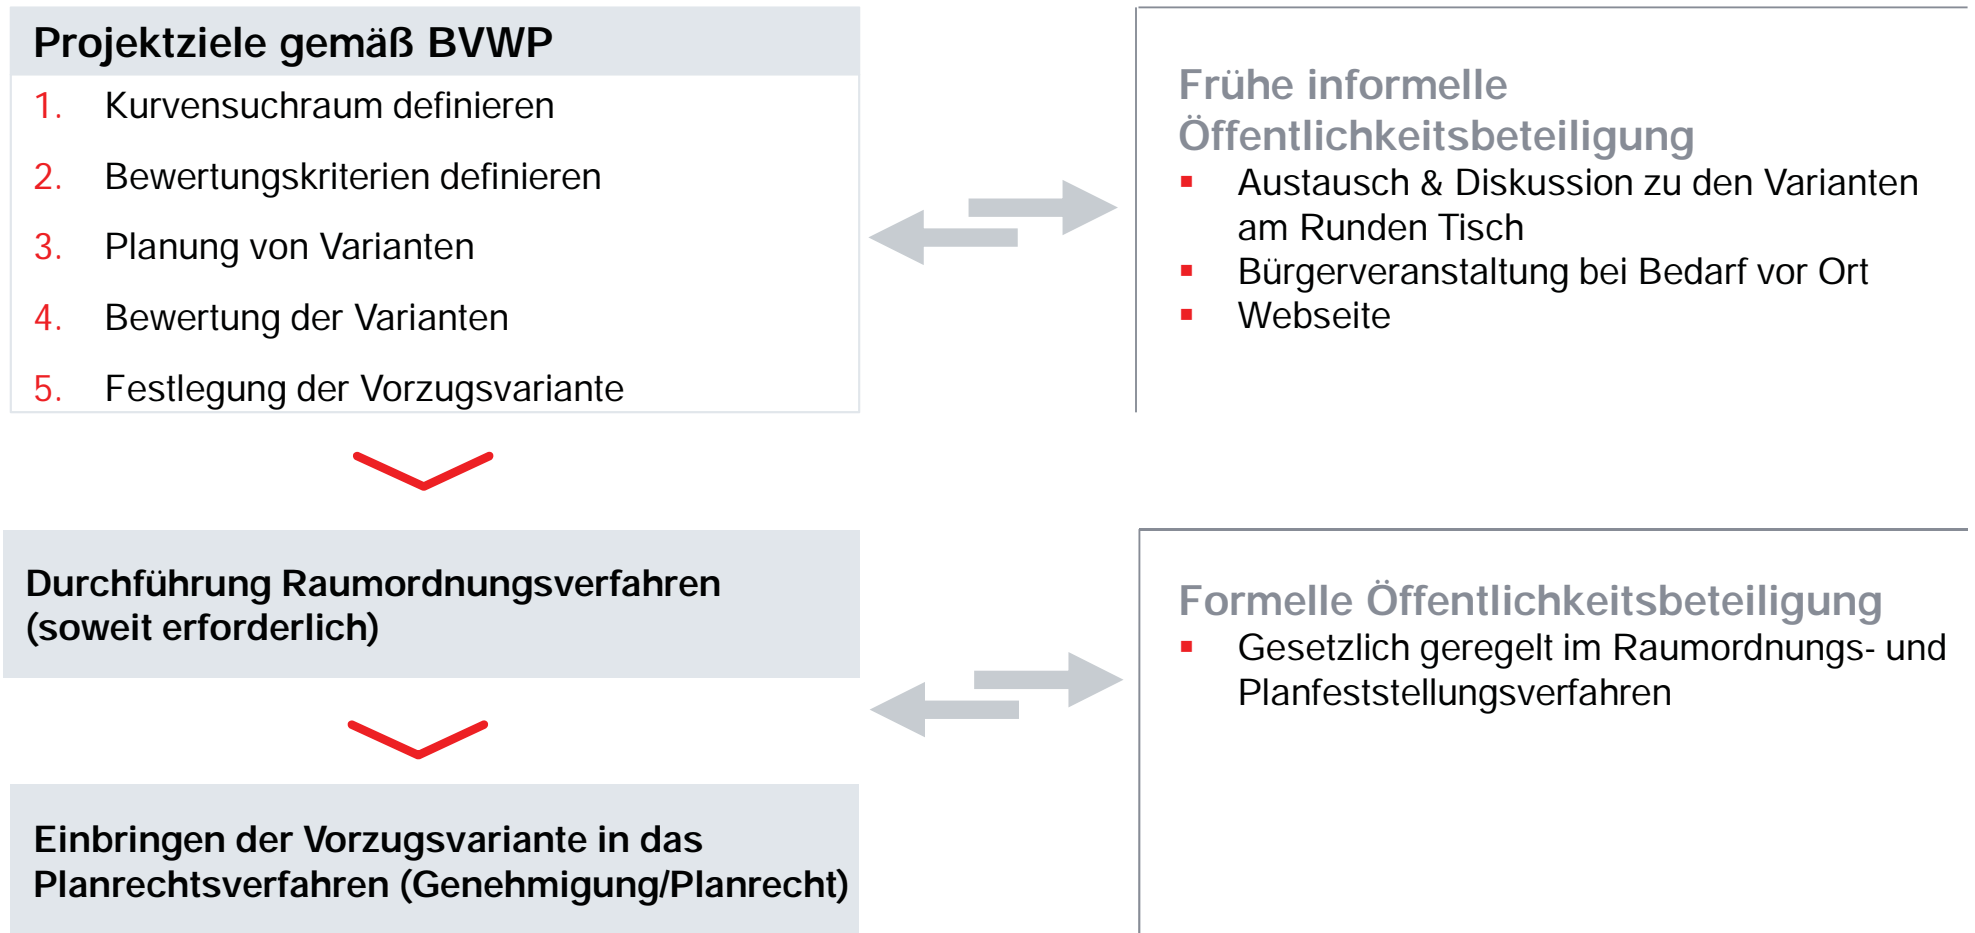 Projektziele gemäß BVWP
1. Kurvensuchraum definieren
2. Bewertungskriterien definieren
3. Planung von Varianten
4. Bewertung der Varianten
5. Festlegung der Vorzugsvariante
Frühe informelle
Öffentlichkeitsbeteiligung
▪ Austausch & Diskussion zu den Varianten
am Runden Tisch
▪ Bürgerveranstaltung bei Bedarf vor Ort
▪ Webseite
Durchführung Raumordnungsverfahren
(soweit erforderlich)
Formelle Öffentlichkeitsbeteiligung
▪ Gesetzlich geregelt im Raumordnungs- und
Planfeststellungsverfahren
Einbringen der Vorzugsvariante in das
Planrechtsverfahren (Genehmigung/Planrecht)